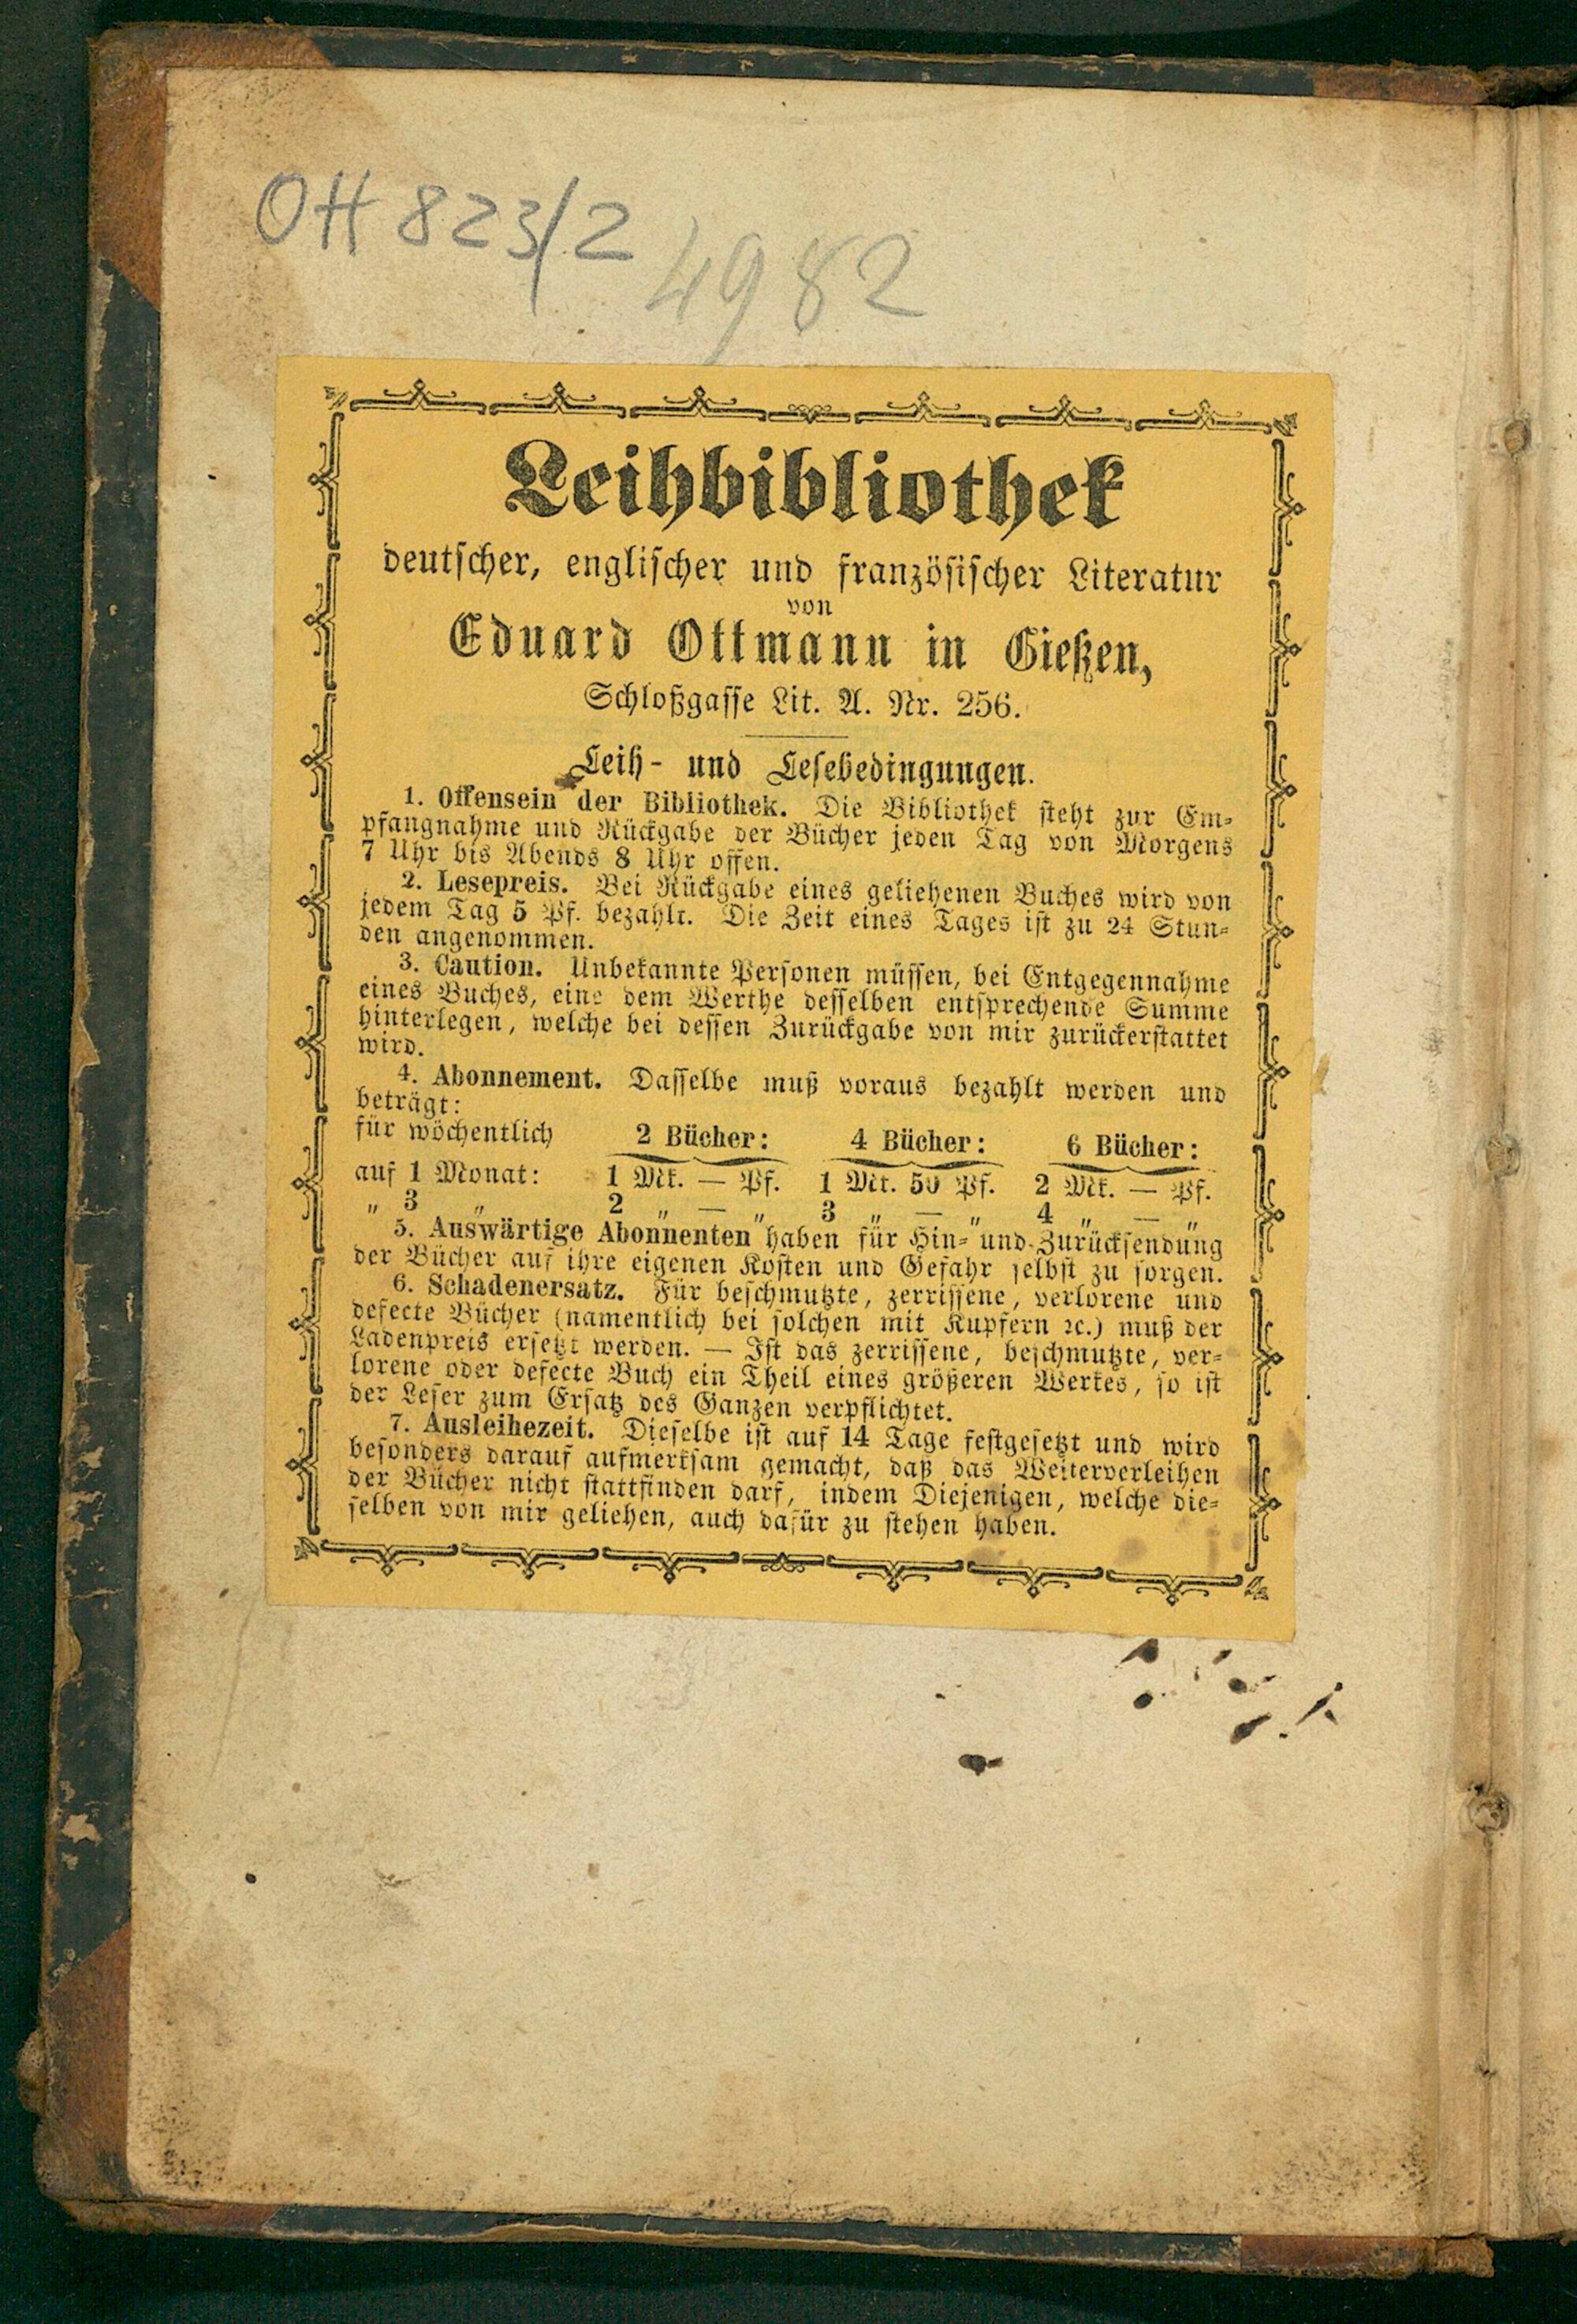 OH 823/2
4982
Leihbibliothek
deutscher, englischer und französischer Literatur
von
Eduard Ottmann in Gießen,
Schloßgasse Lit. A. Nr. 256.
Leih- und Lesebedingungen.
1. Offensein der Bibliothek. Die Bibliothek steht zur Em-
pfangnahme und Rückgabe der Bücher jeden Tag von Morgens
7 Uhr bis Abends 8 Uhr offen.
2. Lesepreis. Bei Rückgabe eines geliehenen Buches wird von
jedem Tag 5 Pf. bezahlt. Die Zeit eines Tages ist zu 24 Stun-
den angenommen.
3. Caution. Unbekannte Personen müssen, bei Entgegennahme
eines Buches, eine dem Werthe desselben entsprechende Summe
hinterlegen, welche bei dessen Zurückgabe von mir zurückerstattet
wird.
4. Abonnement. Dasselbe muß voraus bezahlt werden und
beträgt:
für wöchentlich 2 Bücher: 4 Bücher: 6 Bücher:
auf 1 Monat: 1 Mk. — Pf. 1 Mk. 50 Pf. 2 Mk. — Pf.
„ 3 „ 2 „ — „ 3 „ — „ 4 „ — „
5. Auswärtige Abonnenten haben für Hin- und Zurücksendung
der Bücher auf ihre eigenen Kosten und Gefahr selbst zu sorgen.
6. Schadenersatz. Für beschmutzte, zerrissene, verlorene und
defecte Bücher (namentlich bei solchen mit Kupfern ꝛc.) muß der
Ladenpreis ersetzt werden. — Ist das zerrissene, beschmutzte, ver-
lorene oder defecte Buch ein Theil eines größeren Werkes, so ist
der Leser zum Ersatz des Ganzen verpflichtet.
7. Ausleihezeit. Dieselbe ist auf 14 Tage festgesetzt und wird
besonders darauf aufmerksam gemacht, daß das Weiterverleihen
der Bücher nicht stattfinden darf, indem Diejenigen, welche die-
selben von mir geliehen, auch dafür zu stehen haben.